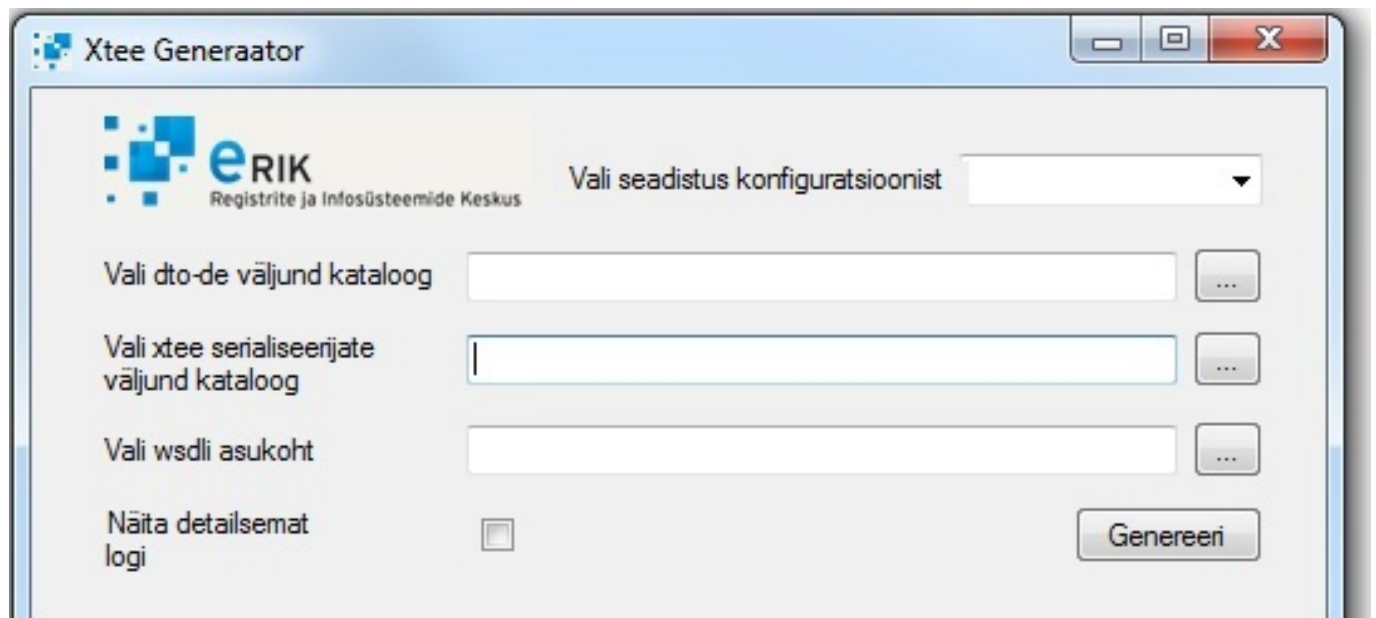 Xtee Generaator
eRIK
Registrite ja Infosüsteemide Keskus
Vali seadistus konfiguratsioonist
Vali dto-de väljund kataloog
...
Vali xtee serialiseerijate
väljund kataloog
...
Vali wsdli asukoht
...
Näita detailsemat
logi
Genereeri